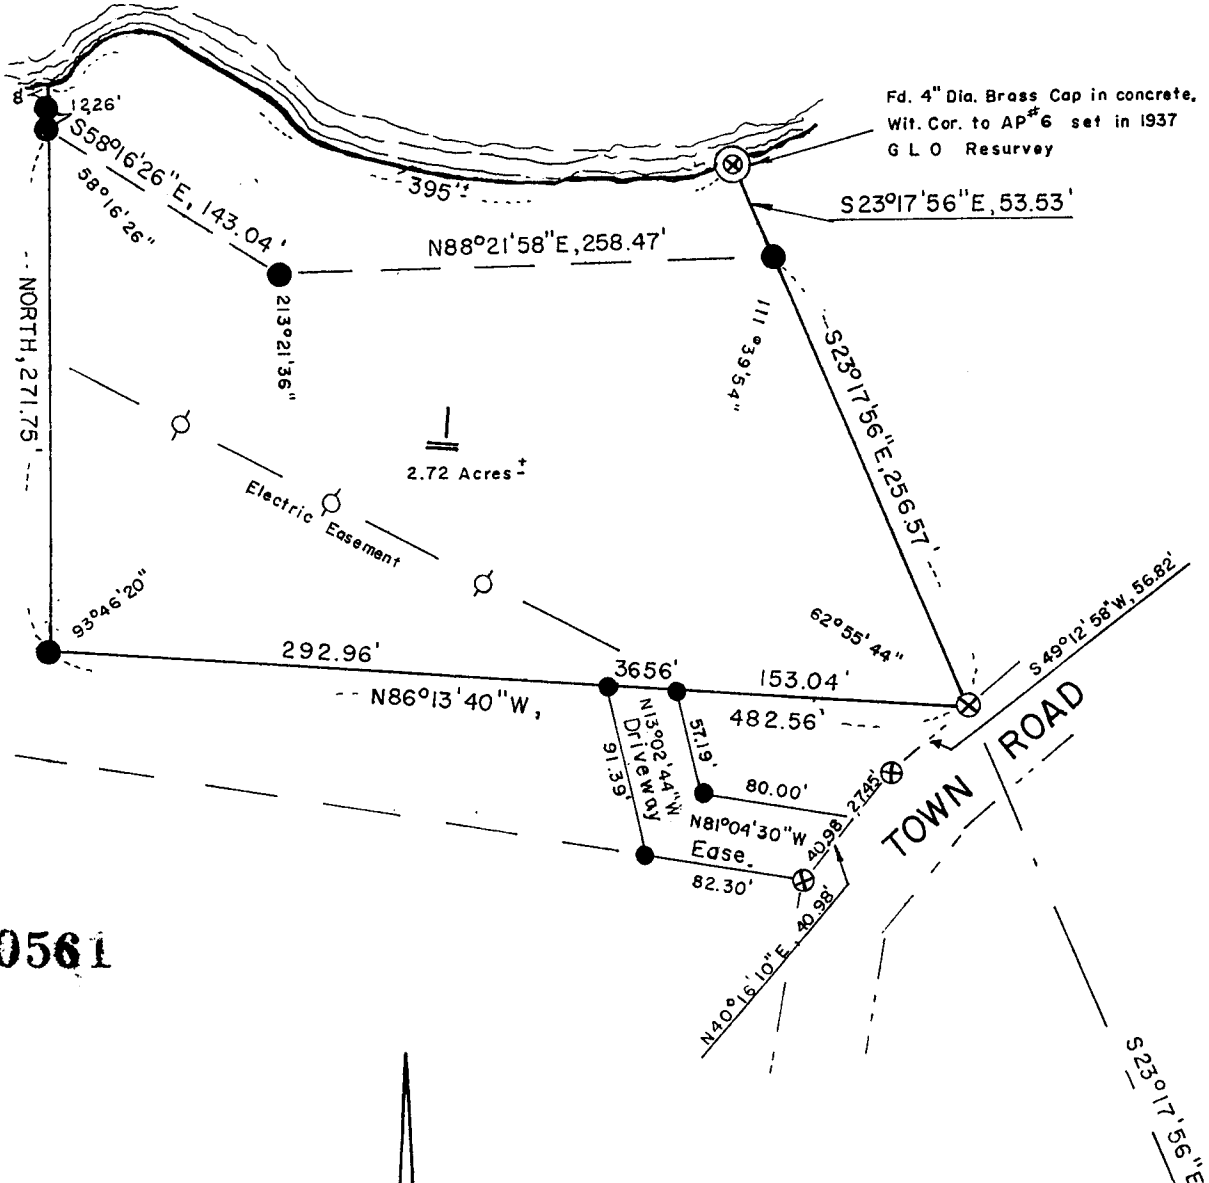 Fd. 4" Dia. Brass Cap in concrete,
Wit. Cor. to AP#6 set in 1937
G L O Resurvey
8
12.26'
S58°16'26"E, 143.04'
58°16'26"
395'±
S23°17'56"E, 53.53'
N88°21'58"E, 258.47'
213°21'36"
111°39'54"
NORTH, 271.75'
S23°17'56"E, 256.57'
1
2.72 Acres±
Electric Easement
93°46'20"
62°55'44"
S49°12'58"W, 56.82'
292.96'
3656'
153.04'
N86°13'40"W,
482.56'
N13°02'44"W
Driveway
91.39'
57.19'
80.00'
N81°04'30"W
Ease.
82.30'
40.98
2745'
TOWN ROAD
N40°16'10"E, 40.98'
0561
S23°17'56"E